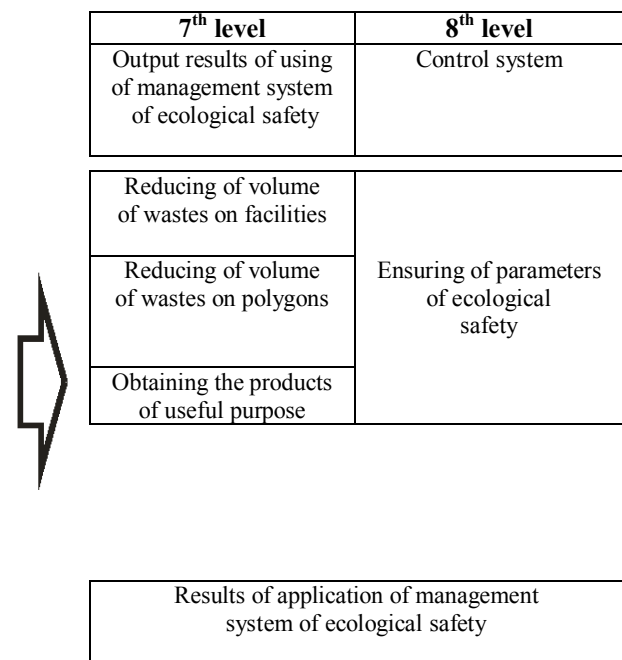 7th level
8th level
Output results of using
of management system
of ecological safety
Control system
Reducing of volume
of wastes on facilities
Reducing of volume
of wastes on polygons
Obtaining the products
of useful purpose
Ensuring of parameters
of ecological
safety
Results of application of management
system of ecological safety